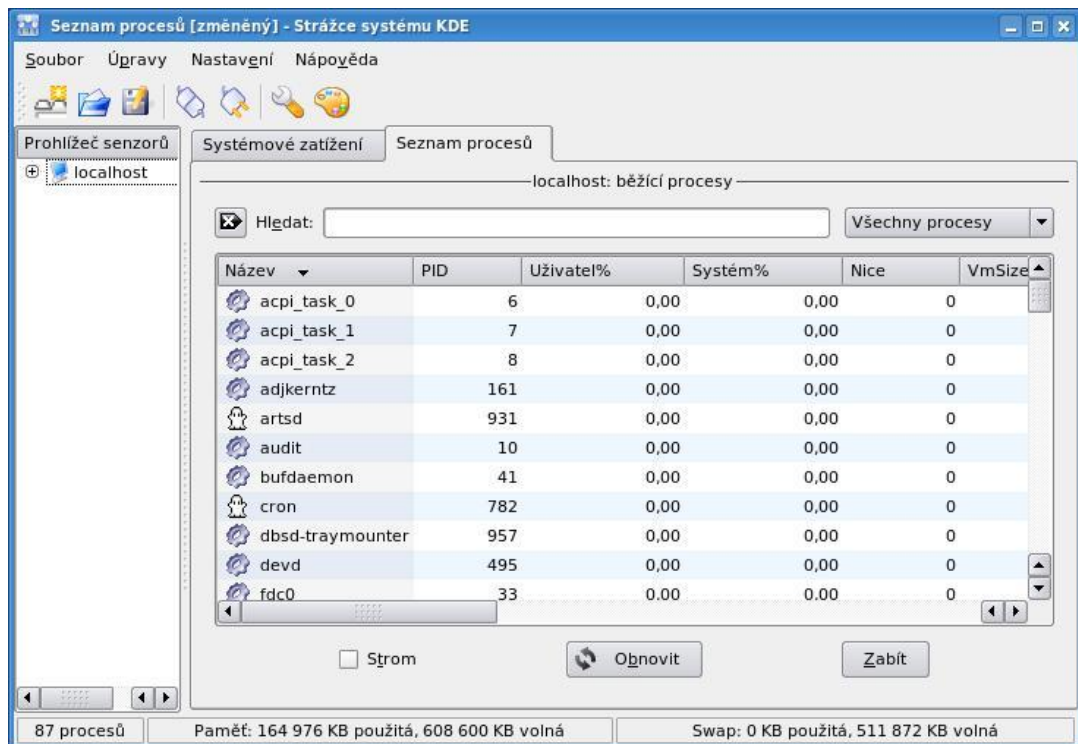 Seznam procesů [změněný] - Strážce systému KDE
Soubor Úpravy Nastavení Nápověda
Prohlížeč senzorů
localhost
Systémové zatížení Seznam procesů
localhost: běžící procesy
Hledat: Všechny procesy
Název PID Uživatel% Systém% Nice VmSize
acpi_task_0 6 0,00 0,00 0
acpi_task_1 7 0,00 0,00 0
acpi_task_2 8 0,00 0,00 0
adjkerntz 161 0,00 0,00 0
artsd 931 0,00 0,00 0
audit 10 0,00 0,00 0
bufdaemon 41 0,00 0,00 0
cron 782 0,00 0,00 0
dbsd-traymounter 957 0,00 0,00 0
devd 495 0,00 0,00 0
fdc0 33 0,00 0,00 0
Strom Obnovit Zabít
87 procesů Paměť: 164 976 KB použitá, 608 600 KB volná Swap: 0 KB použitá, 511 872 KB volná